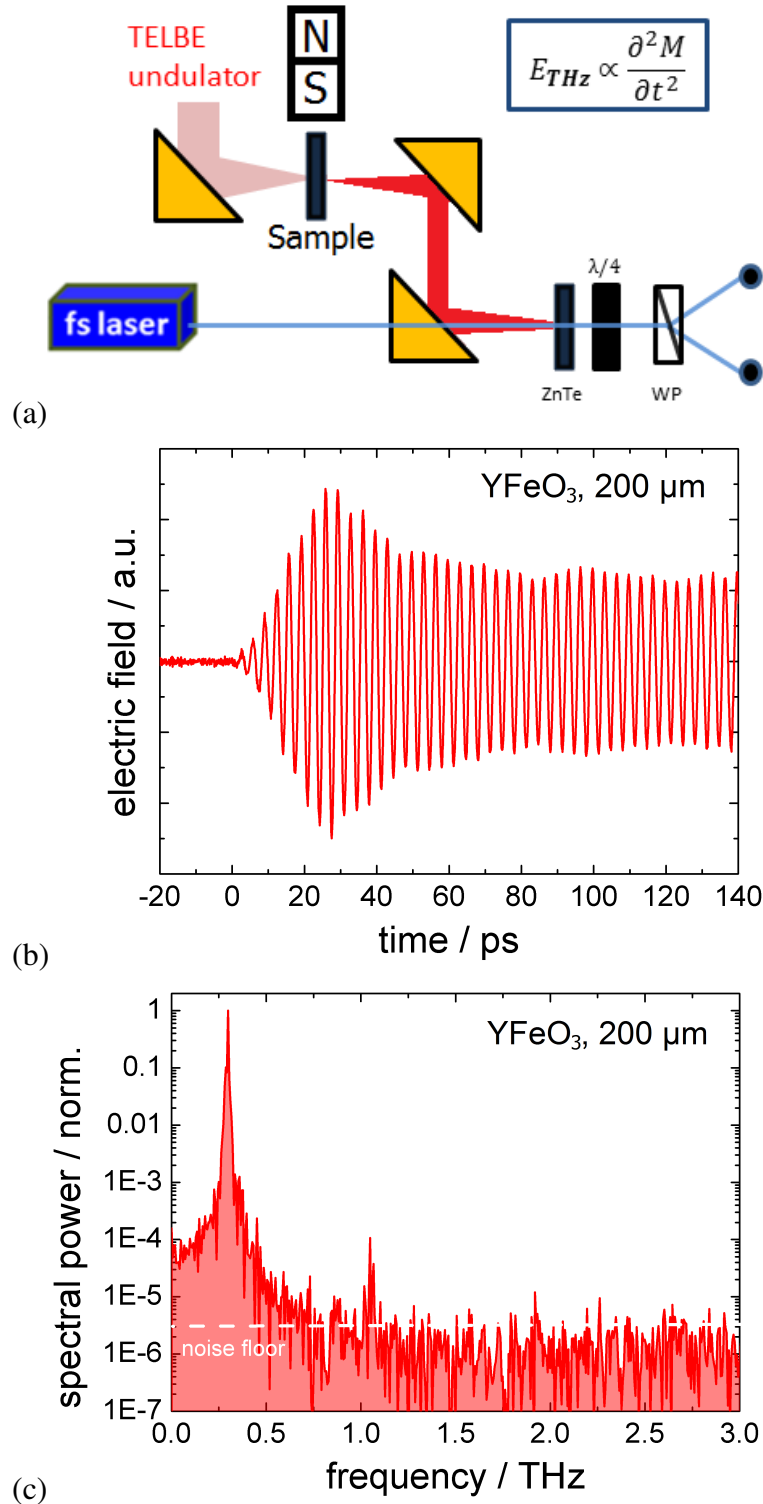 TELBE
undulator
N
S
E_THz ∝ ∂²M/∂t²
Sample
λ/4
fs laser
ZnTe
WP
(a)
YFeO₃, 200 µm
electric field / a.u.
-20 0 20 40 60 80 100 120 140
time / ps
(b)
YFeO₃, 200 µm
1
0.1
0.01
1E-3
1E-4
1E-5
1E-6
1E-7
spectral power / norm.
noise floor
0.0 0.5 1.0 1.5 2.0 2.5 3.0
frequency / THz
(c)